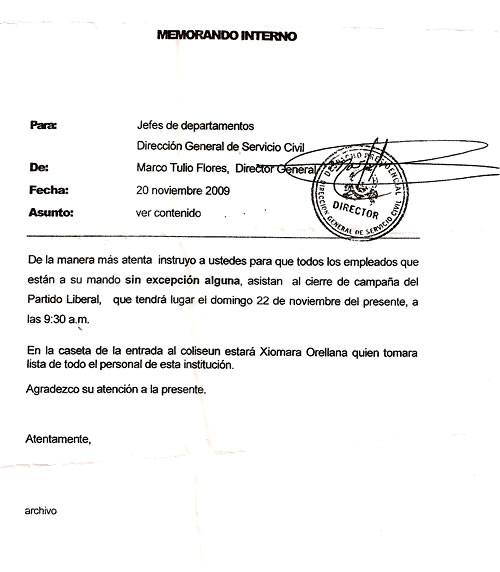 MEMORANDO INTERNO
Para: Jefes de departamentos
Dirección General de Servicio Civil
De: Marco Tulio Flores, Director General
Fecha: 20 noviembre 2009
Asunto: ver contenido
DESPACHO PRESIDENCIAL
DIRECTOR
DIRECCION GENERAL DE SERVICIO CIVIL
De la manera más atenta instruyo a ustedes para que todos los empleados que
están a su mando sin excepción alguna, asistan al cierre de campaña del
Partido Liberal, que tendrá lugar el domingo 22 de noviembre del presente, a
las 9:30 a.m.
En la caseta de la entrada al coliseun estará Xiomara Orellana quien tomara
lista de todo el personal de esta institución.
Agradezco su atención a la presente.
Atentamente,
archivo